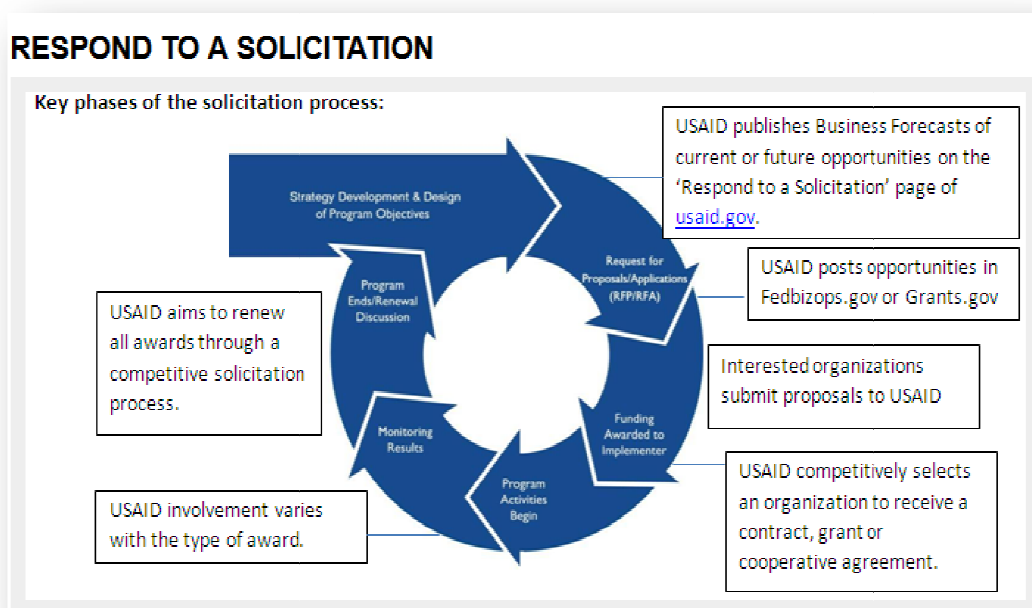 RESPOND TO A SOLICITATION
Key phases of the solicitation process:
USAID publishes Business Forecasts of
current or future opportunities on the
‘Respond to a Solicitation’ page of
usaid.gov.
Strategy Development & Design
of Program Objectives
Request for
Proposals/Applications
(RFP/RFA)
USAID posts opportunities in
Fedbizops.gov or Grants.gov
Program
Ends/Renewal
Discussion
USAID aims to renew
all awards through a
competitive solicitation
process.
Interested organizations
submit proposals to USAID
Funding
Awarded to
Implementer
Monitoring
Results
USAID competitively selects
an organization to receive a
contract, grant or
cooperative agreement.
Program
Activities
Begin
USAID involvement varies
with the type of award.